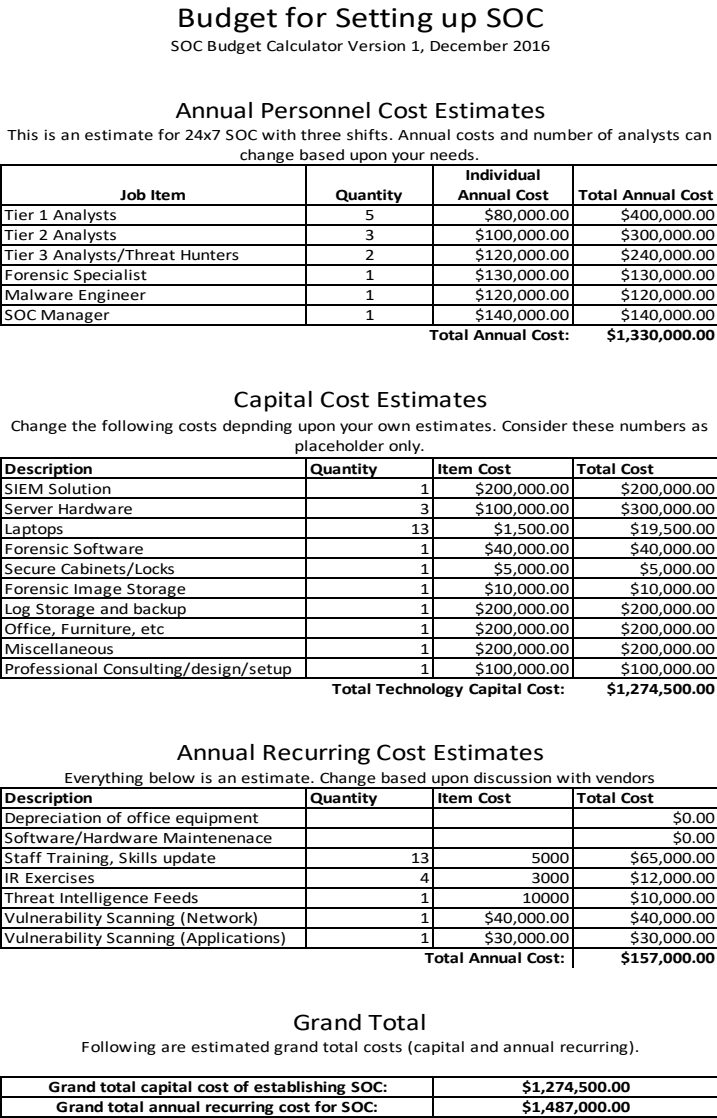 Budget for Setting up SOC
SOC Budget Calculator Version 1, December 2016
Annual Personnel Cost Estimates
This is an estimate for 24x7 SOC with three shifts. Annual costs and number of analysts can
change based upon your needs.
Job Item Quantity Individual Annual Cost Total Annual Cost
Tier 1 Analysts 5 $80,000.00 $400,000.00
Tier 2 Analysts 3 $100,000.00 $300,000.00
Tier 3 Analysts/Threat Hunters 2 $120,000.00 $240,000.00
Forensic Specialist 1 $130,000.00 $130,000.00
Malware Engineer 1 $120,000.00 $120,000.00
SOC Manager 1 $140,000.00 $140,000.00
Total Annual Cost: $1,330,000.00
Capital Cost Estimates
Change the following costs depnding upon your own estimates. Consider these numbers as
placeholder only.
Description Quantity Item Cost Total Cost
SIEM Solution 1 $200,000.00 $200,000.00
Server Hardware 3 $100,000.00 $300,000.00
Laptops 13 $1,500.00 $19,500.00
Forensic Software 1 $40,000.00 $40,000.00
Secure Cabinets/Locks 1 $5,000.00 $5,000.00
Forensic Image Storage 1 $10,000.00 $10,000.00
Log Storage and backup 1 $200,000.00 $200,000.00
Office, Furniture, etc 1 $200,000.00 $200,000.00
Miscellaneous 1 $200,000.00 $200,000.00
Professional Consulting/design/setup 1 $100,000.00 $100,000.00
Total Technology Capital Cost: $1,274,500.00
Annual Recurring Cost Estimates
Everything below is an estimate. Change based upon discussion with vendors
Description Quantity Item Cost Total Cost
Depreciation of office equipment $0.00
Software/Hardware Maintenenace $0.00
Staff Training, Skills update 13 5000 $65,000.00
IR Exercises 4 3000 $12,000.00
Threat Intelligence Feeds 1 10000 $10,000.00
Vulnerability Scanning (Network) 1 $40,000.00 $40,000.00
Vulnerability Scanning (Applications) 1 $30,000.00 $30,000.00
Total Annual Cost: $157,000.00
Grand Total
Following are estimated grand total costs (capital and annual recurring).
Grand total capital cost of establishing SOC: $1,274,500.00
Grand total annual recurring cost for SOC: $1,487,000.00